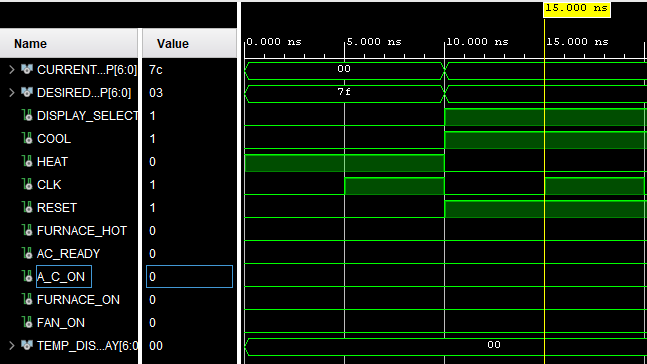 15.000 ns
Name Value 0.000 ns 5.000 ns 10.000 ns 15.000 ns
CURRENT...P[6:0] 7c 00
DESIRED...P[6:0] 03 7f
DISPLAY_SELECT 1
COOL 1
HEAT 0
CLK 1
RESET 1
FURNACE_HOT 0
AC_READY 0
A_C_ON 0
FURNACE_ON 0
FAN_ON 0
TEMP_DIS...AY[6:0 00 00